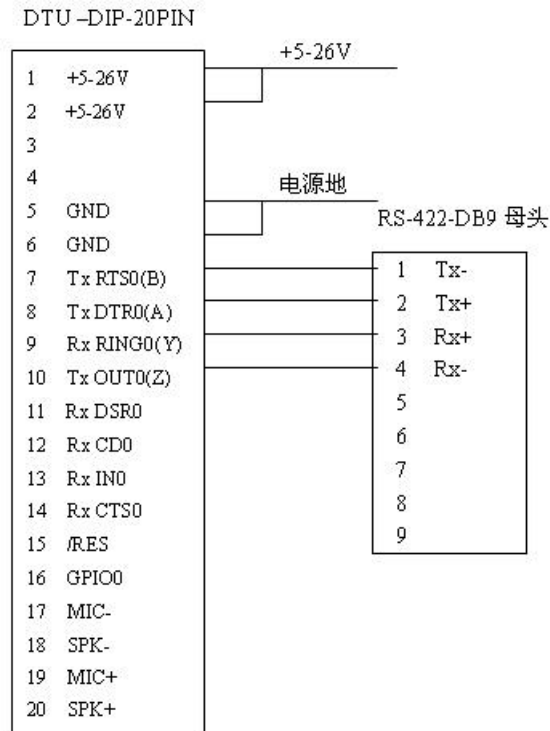 DTU –DIP-20PIN
+5-26V
1 +5-26V
2 +5-26V
3
4
5 GND
6 GND
7 Tx RTS0(B)
8 Tx DTR0(A)
9 Rx RING0(Y)
10 Tx OUT0(Z)
11 Rx DSR0
12 Rx CD0
13 Rx IN0
14 Rx CTS0
15 /RES
16 GPIO0
17 MIC-
18 SPK-
19 MIC+
20 SPK+
电源地
RS-422-DB9 母头
1 Tx-
2 Tx+
3 Rx+
4 Rx-
5
6
7
8
9